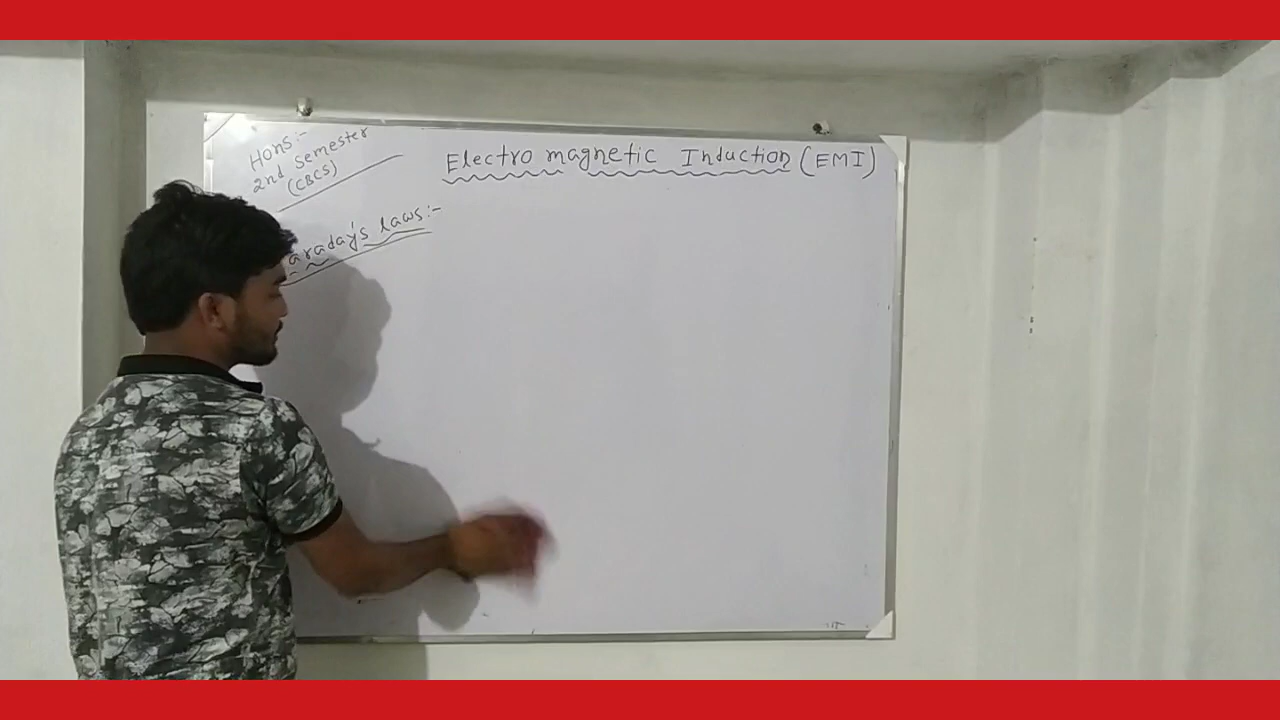 Hons:-
2nd Semester
(CBCS)
Electro magnetic Induction (EMI)
araday's laws:-